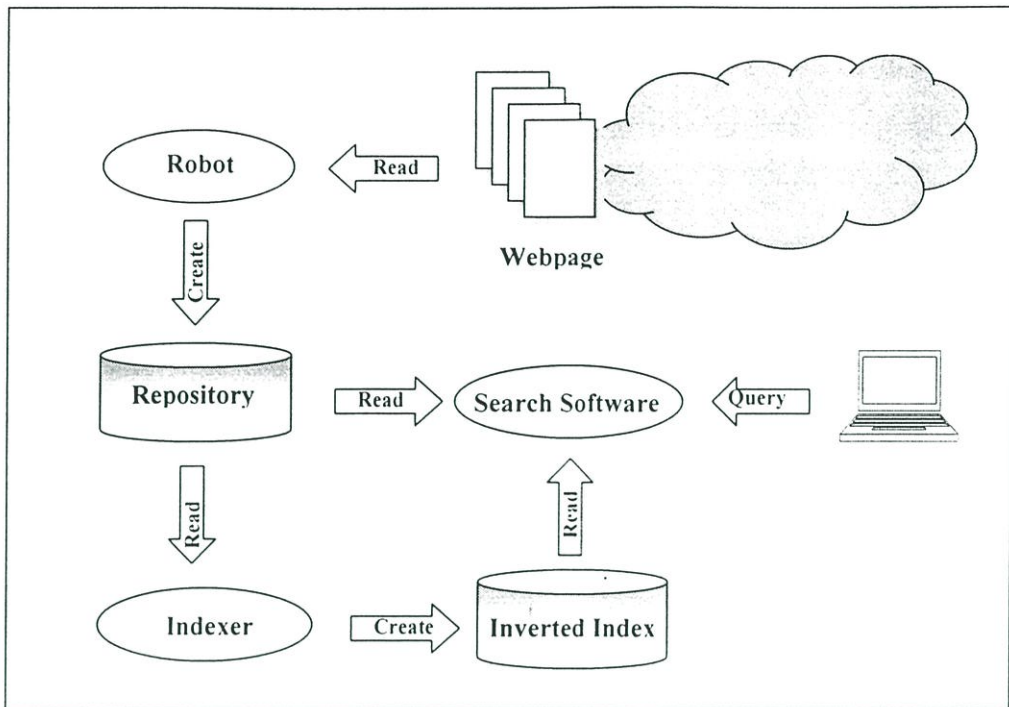 Robot
Read
Webpage
Create
Repository
Read
Search Software
Query
Read
Read
Indexer
Create
Inverted Index